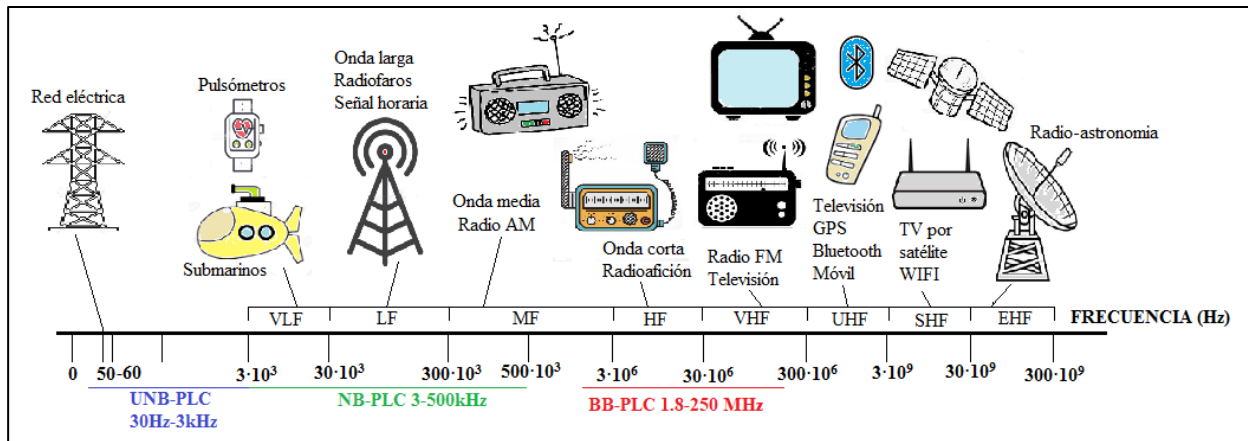 Red eléctrica
Pulsómetros
Submarinos
Onda larga
Radiofaros
Señal horaria
Onda media
Radio AM
Onda corta
Radioafición
Radio FM
Televisión
Televisión
GPS
Bluetooth
Móvil
TV por
satélite
WIFI
Radio-astronomia
VLF LF MF HF VHF UHF SHF EHF FRECUENCIA (Hz)
0 50-60 3·10³ 30·10³ 300·10³ 500·10³ 3·10⁶ 30·10⁶ 300·10⁶ 3·10⁹ 30·10⁹ 300·10⁹
UNB-PLC
30Hz-3kHz
NB-PLC 3-500kHz
BB-PLC 1.8-250 MHz